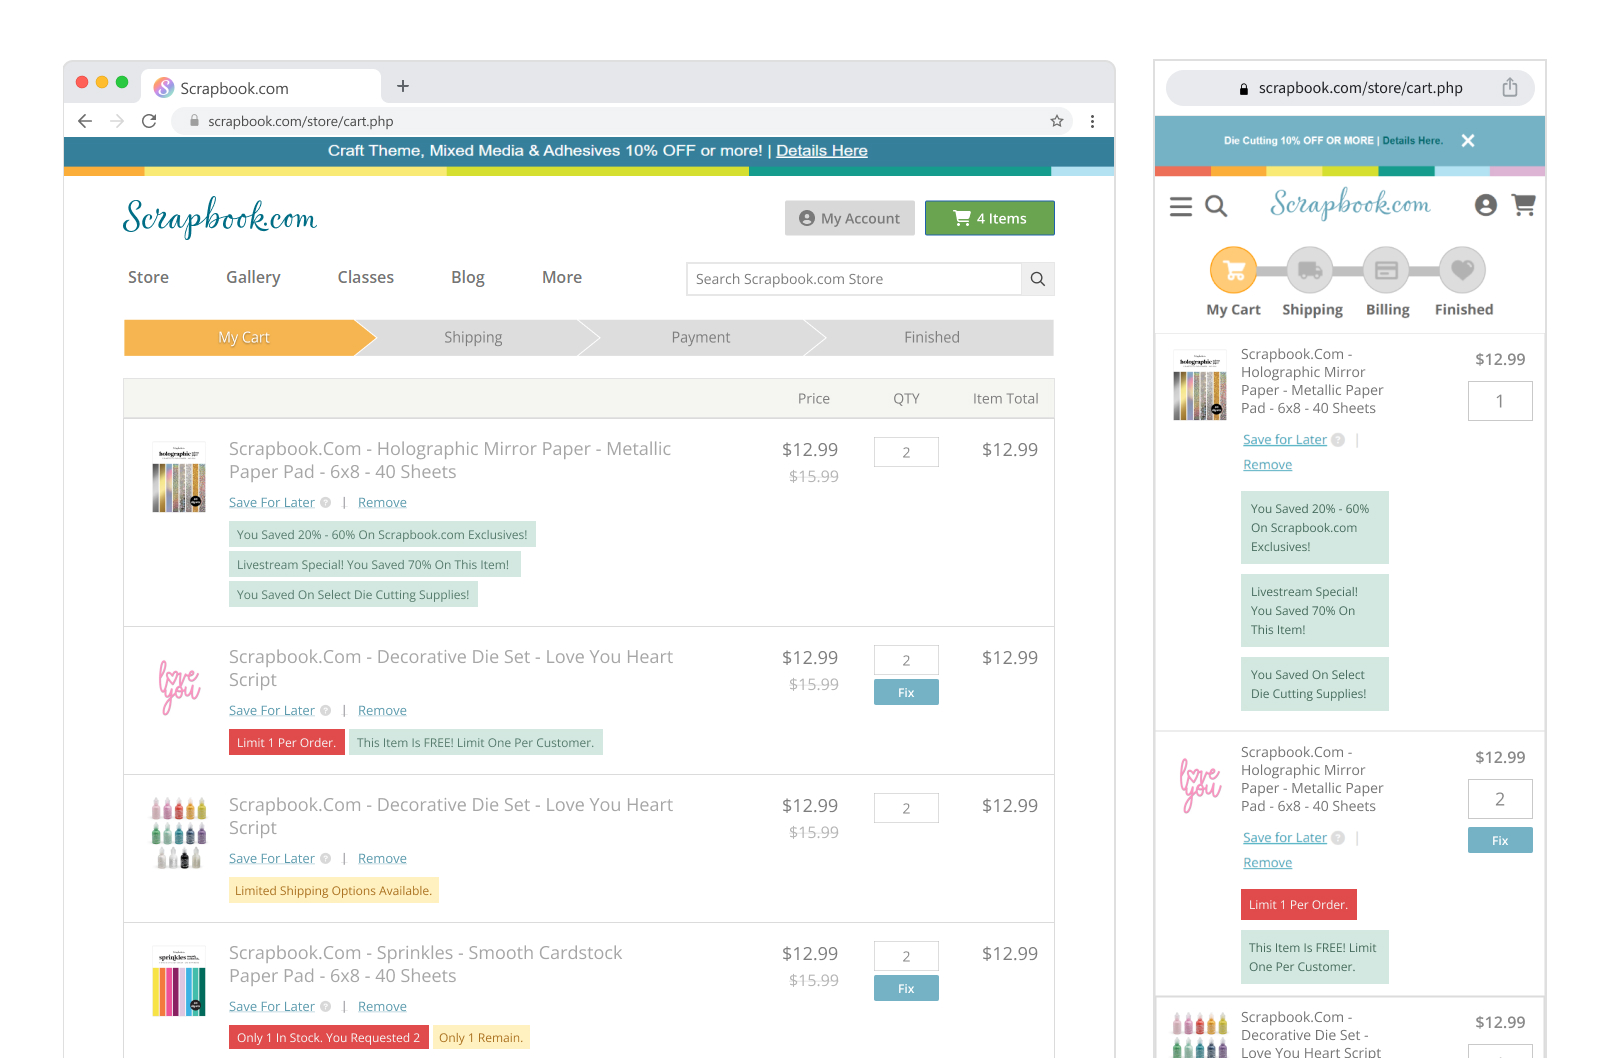 Scrapbook.com
scrapbook.com/store/cart.php
Craft Theme, Mixed Media & Adhesives 10% OFF or more! | Details Here
Scrapbook.com
My Account
4 Items
Store Gallery Classes Blog More
Search Scrapbook.com Store
My Cart Shipping Payment Finished
Price QTY Item Total
holographic
Scrapbook.Com - Holographic Mirror Paper - Metallic
Paper Pad - 6x8 - 40 Sheets
$12.99 2 $12.99
$15.99
Save For Later ? | Remove
You Saved 20% - 60% On Scrapbook.com Exclusives!
Livestream Special! You Saved 70% On This Item!
You Saved On Select Die Cutting Supplies!
love
you
Scrapbook.Com - Decorative Die Set - Love You Heart
Script
$12.99 2 $12.99
$15.99
Fix
Save For Later ? | Remove
Limit 1 Per Order. This Item Is FREE! Limit One Per Customer.
Scrapbook.Com - Decorative Die Set - Love You Heart
Script
$12.99 2 $12.99
$15.99
Save For Later ? | Remove
Limited Shipping Options Available.
sprinkles
Scrapbook.Com - Sprinkles - Smooth Cardstock
Paper Pad - 6x8 - 40 Sheets
$12.99 2 $12.99
$15.99
Fix
Save For Later ? | Remove
Only 1 In Stock. You Requested 2 Only 1 Remain.
scrapbook.com/store/cart.php
Die Cutting 10% OFF OR MORE | Details Here.
Scrapbook.com
My Cart Shipping Billing Finished
holographic
Scrapbook.Com -
Holographic Mirror
Paper - Metallic Paper
Pad - 6x8 - 40 Sheets
$12.99
1
Save for Later ? |
Remove
You Saved 20% - 60%
On Scrapbook.com
Exclusives!
Livestream Special!
You Saved 70% On
This Item!
You Saved On Select
Die Cutting Supplies!
love
you
Scrapbook.Com -
Holographic Mirror
Paper - Metallic Paper
Pad - 6x8 - 40 Sheets
$12.99
2
Fix
Save for Later ? |
Remove
Limit 1 Per Order.
This Item Is FREE! Limit
One Per Customer.
Scrapbook.Com -
Decorative Die Set -
Love You Heart Script
$12.99